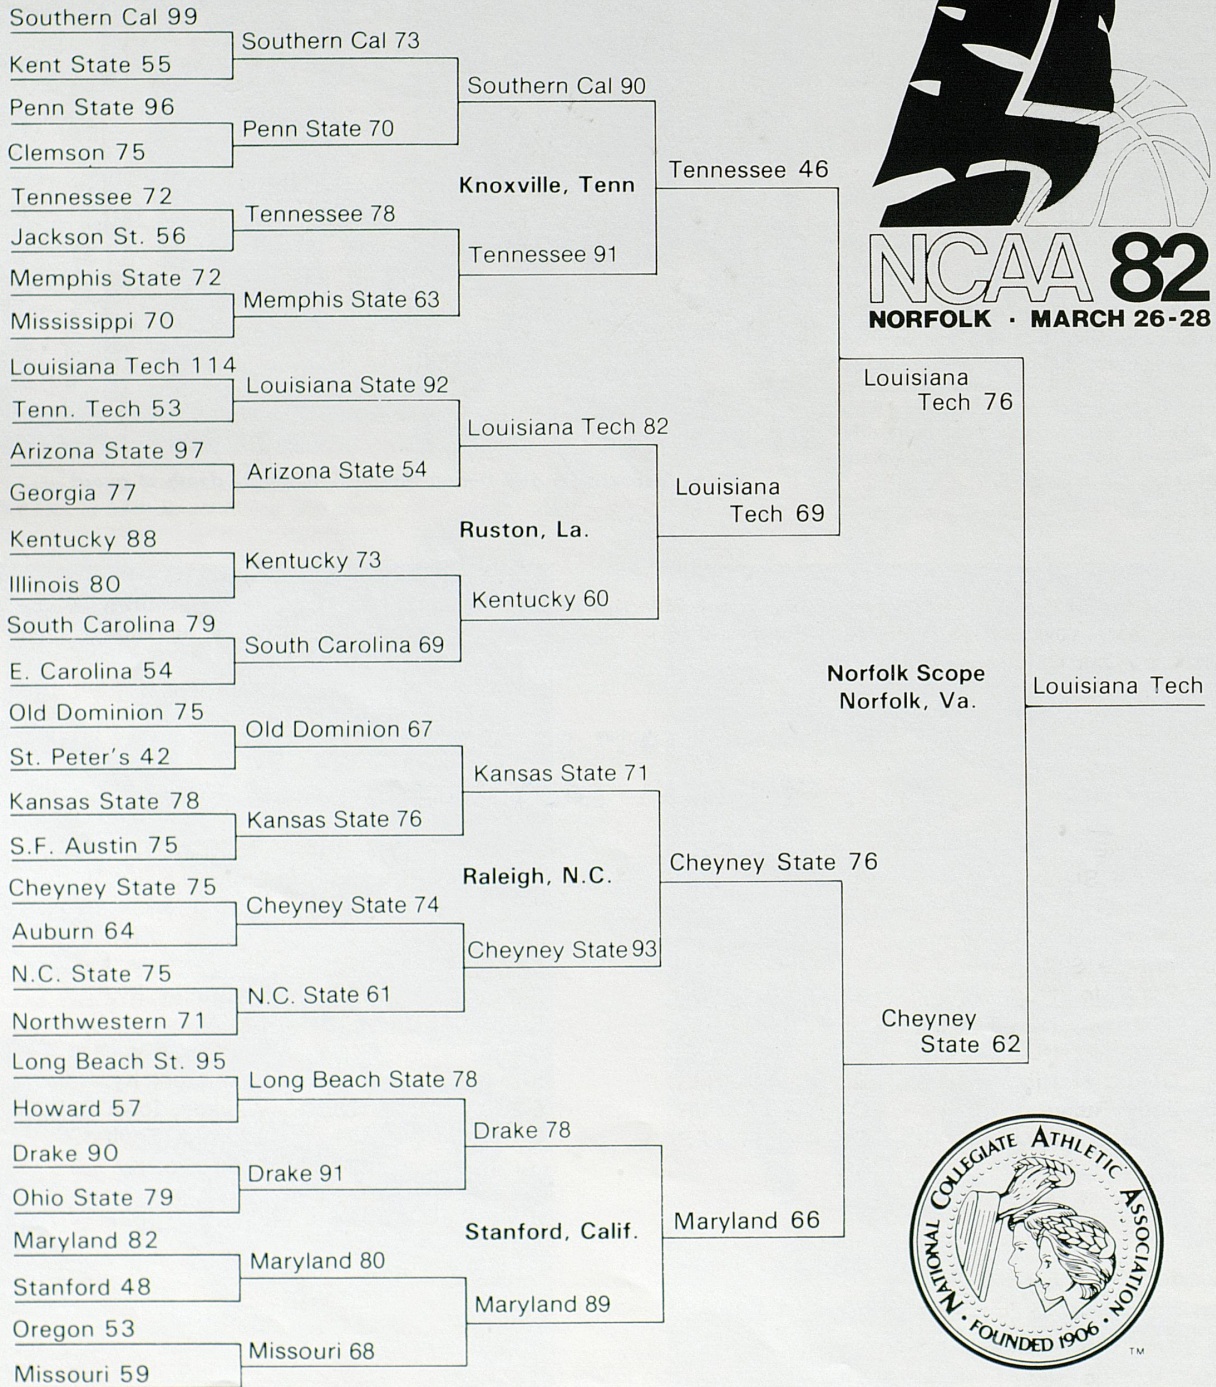 Southern Cal 99
Kent State 55
Penn State 96
Clemson 75
Tennessee 72
Jackson St. 56
Memphis State 72
Mississippi 70
Louisiana Tech 114
Tenn. Tech 53
Arizona State 97
Georgia 77
Kentucky 88
Illinois 80
South Carolina 79
E. Carolina 54
Old Dominion 75
St. Peter's 42
Kansas State 78
S.F. Austin 75
Cheyney State 75
Auburn 64
N.C. State 75
Northwestern 71
Long Beach St. 95
Howard 57
Drake 90
Ohio State 79
Maryland 82
Stanford 48
Oregon 53
Missouri 59
Southern Cal 73
Penn State 70
Tennessee 78
Memphis State 63
Louisiana State 92
Arizona State 54
Kentucky 73
South Carolina 69
Old Dominion 67
Kansas State 76
Cheyney State 74
N.C. State 61
Long Beach State 78
Drake 91
Maryland 80
Missouri 68
Southern Cal 90
Knoxville, Tenn
Tennessee 91
Louisiana Tech 82
Ruston, La.
Kentucky 60
Kansas State 71
Raleigh, N.C.
Cheyney State 93
Drake 78
Stanford, Calif.
Maryland 89
Tennessee 46
Louisiana
Tech 69
Cheyney State 76
Maryland 66
Louisiana
Tech 76
Norfolk Scope
Norfolk, Va.
Cheyney
State 62
Louisiana Tech
NCAA 82
NORFOLK · MARCH 26-28
NATIONAL COLLEGIATE ATHLETIC ASSOCIATION
· FOUNDED 1906 ·
TM